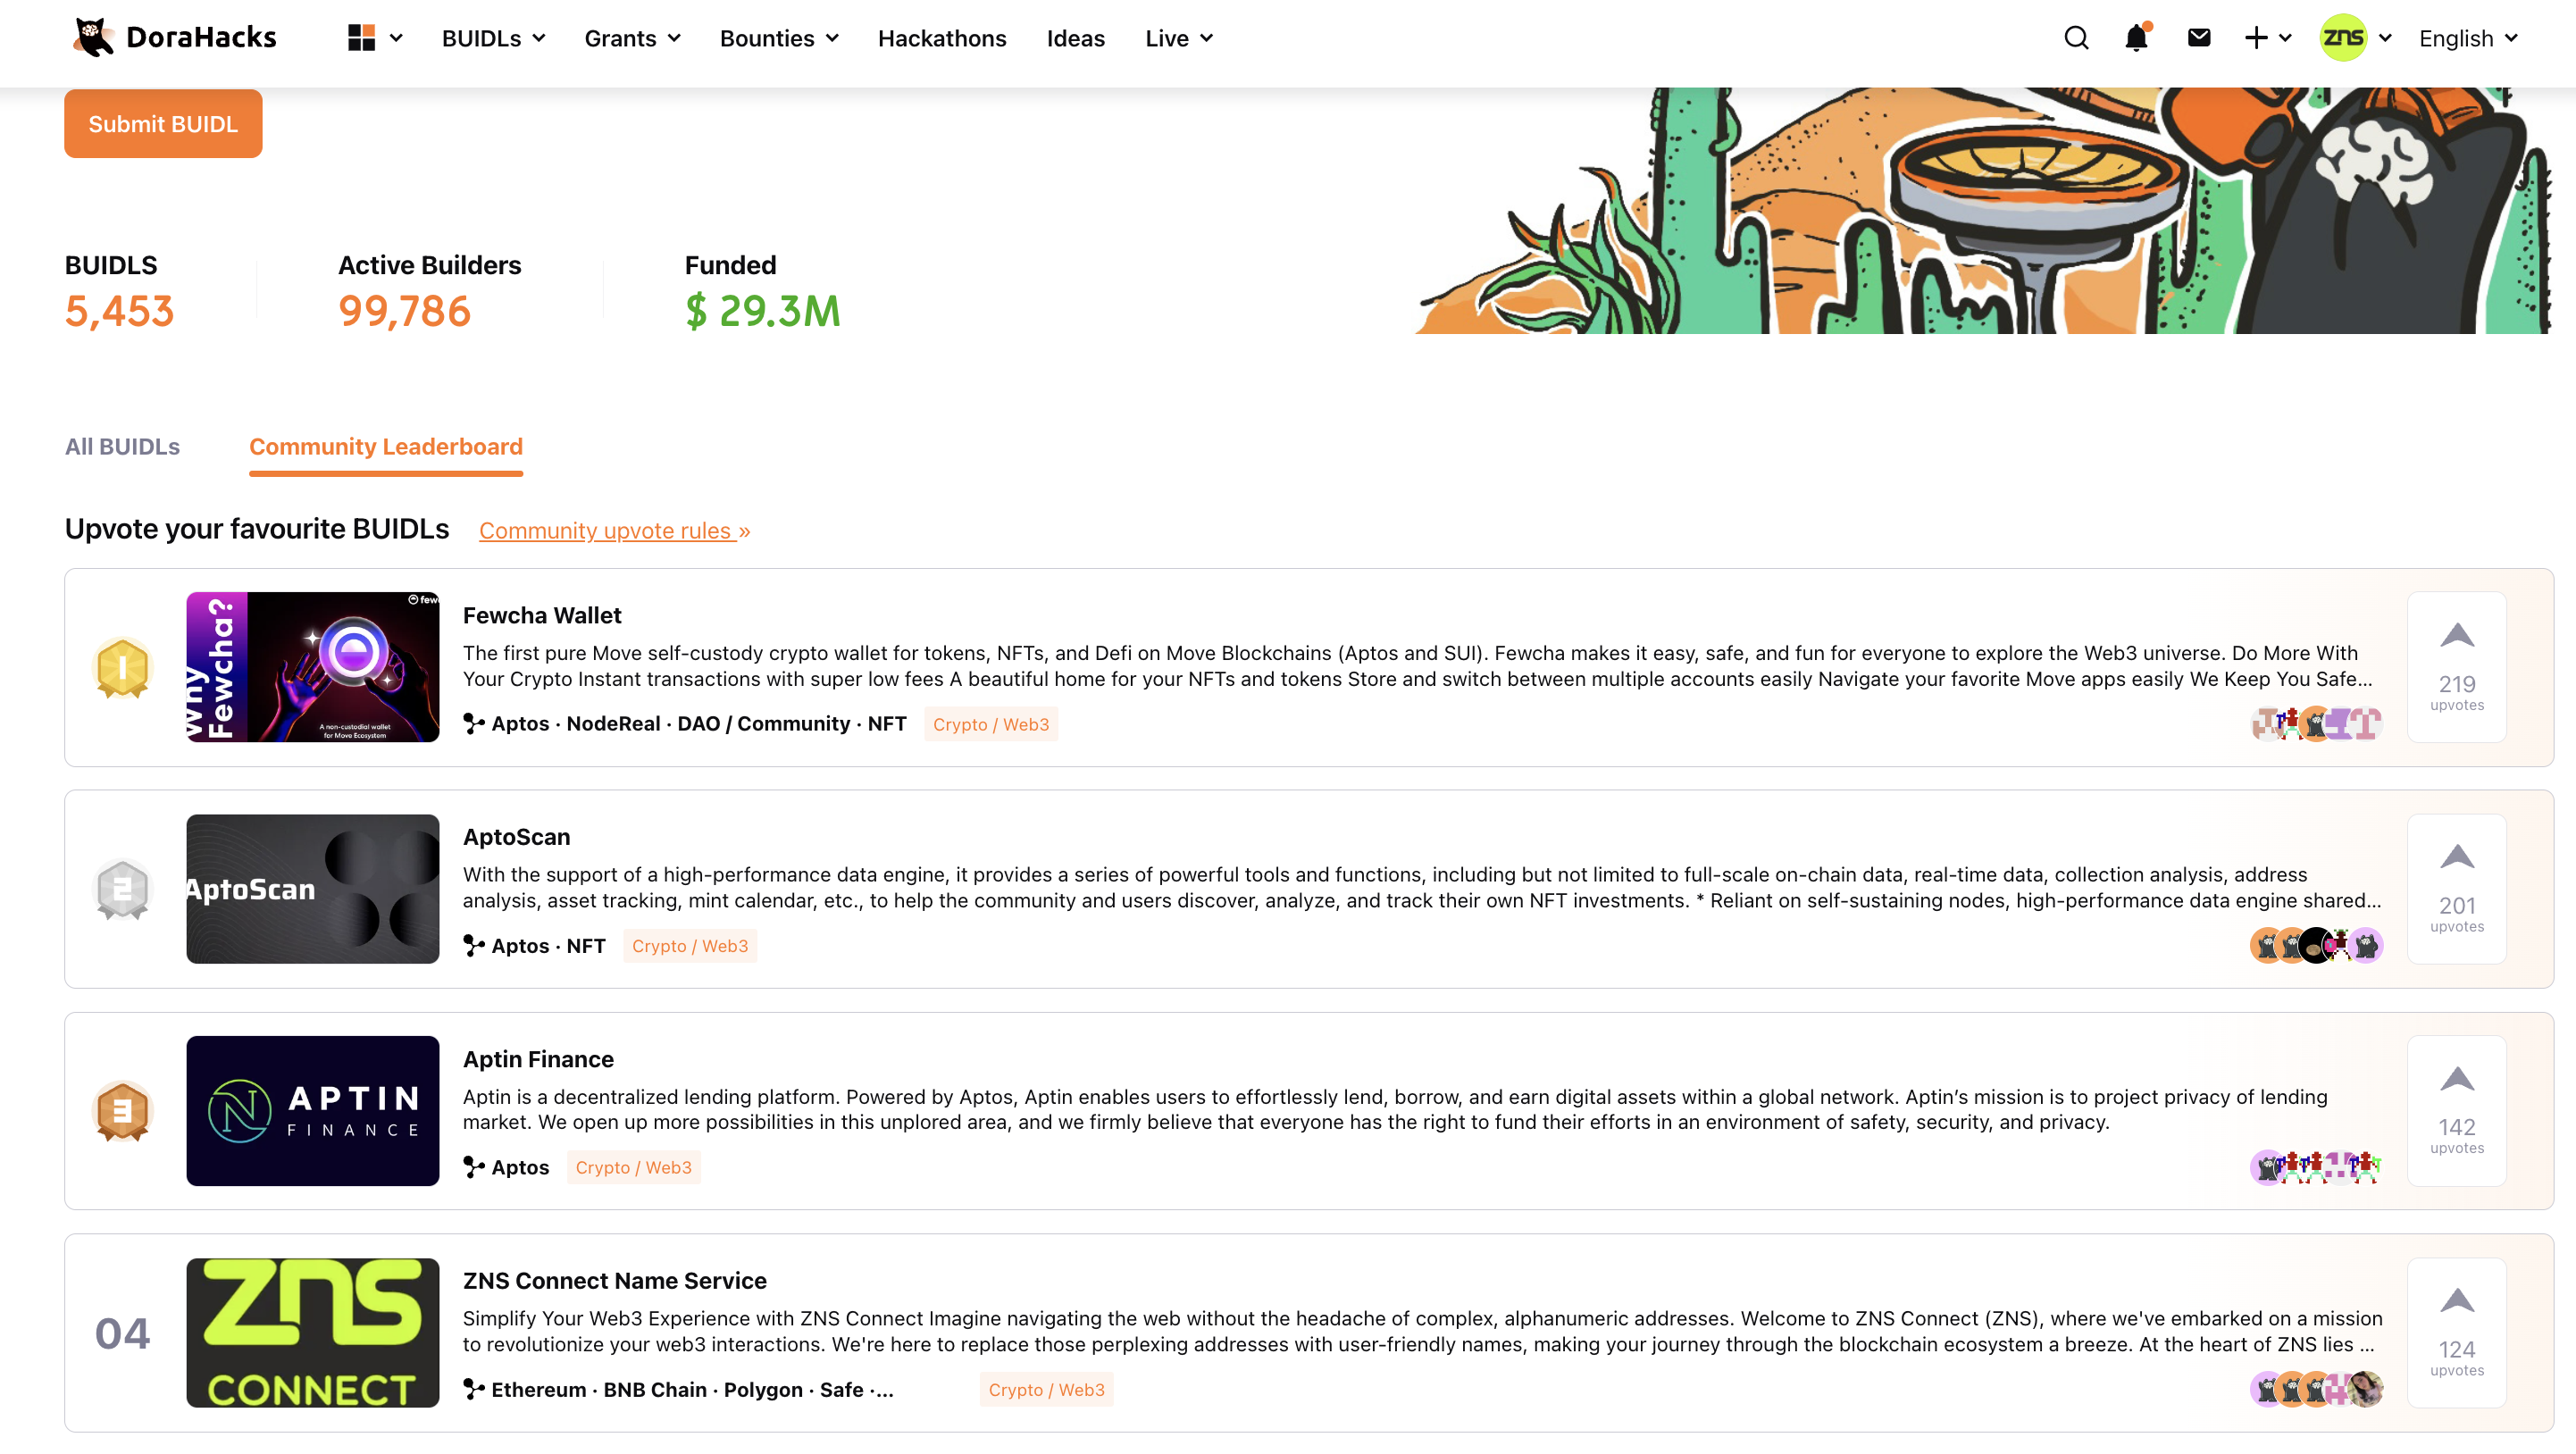 DoraHacks
BUIDLs
Grants
Bounties
Hackathons
Ideas
Live
ZNS
English
Submit BUIDL
BUIDLS
5,453
Active Builders
99,786
Funded
$ 29.3M
All BUIDLs
Community Leaderboard
Upvote your favourite BUIDLs
Community upvote rules »
1
Why
Fewcha?
few
A non-custodial wallet
for Move Ecosystem
Fewcha Wallet
The first pure Move self-custody crypto wallet for tokens, NFTs, and Defi on Move Blockchains (Aptos and SUI). Fewcha makes it easy, safe, and fun for everyone to explore the Web3 universe. Do More With
Your Crypto Instant transactions with super low fees A beautiful home for your NFTs and tokens Store and switch between multiple accounts easily Navigate your favorite Move apps easily We Keep You Safe...
Aptos · NodeReal · DAO / Community · NFT
Crypto / Web3
219
upvotes
2
AptoScan
AptoScan
With the support of a high-performance data engine, it provides a series of powerful tools and functions, including but not limited to full-scale on-chain data, real-time data, collection analysis, address
analysis, asset tracking, mint calendar, etc., to help the community and users discover, analyze, and track their own NFT investments. * Reliant on self-sustaining nodes, high-performance data engine shared...
Aptos · NFT
Crypto / Web3
201
upvotes
3
APTIN
FINANCE
Aptin Finance
Aptin is a decentralized lending platform. Powered by Aptos, Aptin enables users to effortlessly lend, borrow, and earn digital assets within a global network. Aptin’s mission is to project privacy of lending
market. We open up more possibilities in this unplored area, and we firmly believe that everyone has the right to fund their efforts in an environment of safety, security, and privacy.
Aptos
Crypto / Web3
142
upvotes
04
ZNS
CONNECT
ZNS Connect Name Service
Simplify Your Web3 Experience with ZNS Connect Imagine navigating the web without the headache of complex, alphanumeric addresses. Welcome to ZNS Connect (ZNS), where we've embarked on a mission
to revolutionize your web3 interactions. We're here to replace those perplexing addresses with user-friendly names, making your journey through the blockchain ecosystem a breeze. At the heart of ZNS lies ...
Ethereum · BNB Chain · Polygon · Safe ·...
Crypto / Web3
124
upvotes